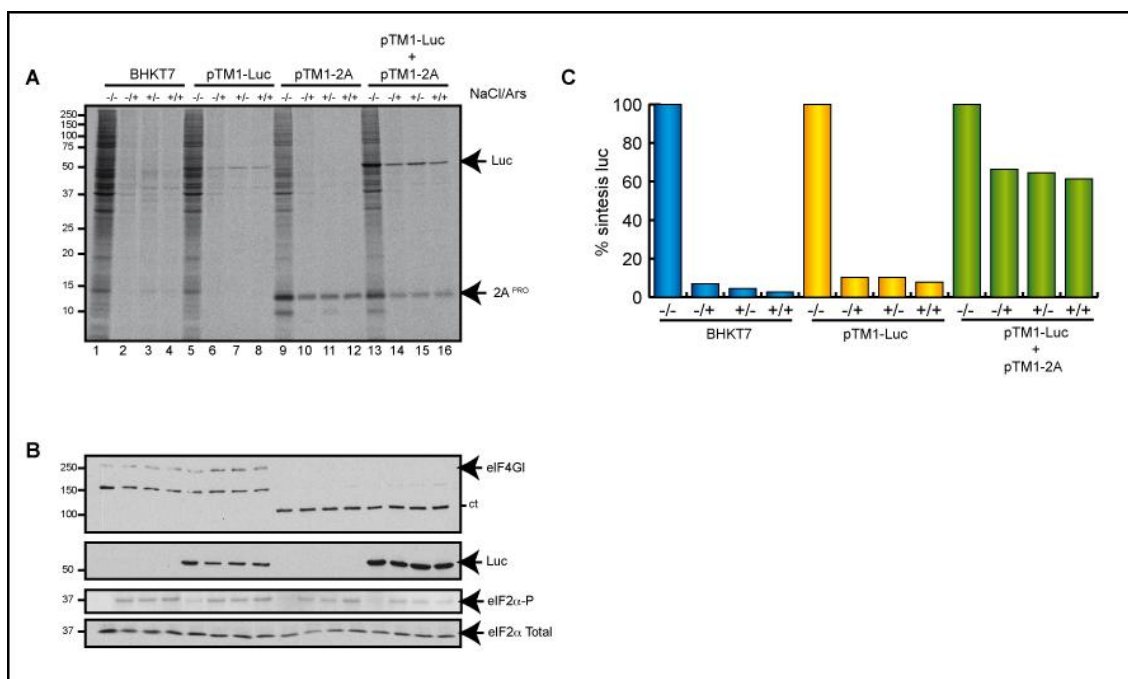 pTM1-Luc
+
pTM1-2A
A
BHKT7 pTM1-Luc pTM1-2A
-/- -/+ +/- +/+ -/- -/+ +/- +/+ -/- -/+ +/- +/+ -/- -/+ +/- +/+ NaCl/Ars
250
150
100
75
50
37
25
20
15
10
Luc
2A PRO
1 2 3 4 5 6 7 8 9 10 11 12 13 14 15 16
C
% sintesis luc
100
80
60
40
20
0
-/- -/+ +/- +/+ -/- -/+ +/- +/+ -/- -/+ +/- +/+
BHKT7 pTM1-Luc pTM1-Luc
+
pTM1-2A
B
250
150
100
eIF4GI
ct
50
Luc
37
eIF2α-P
37
eIF2α Total